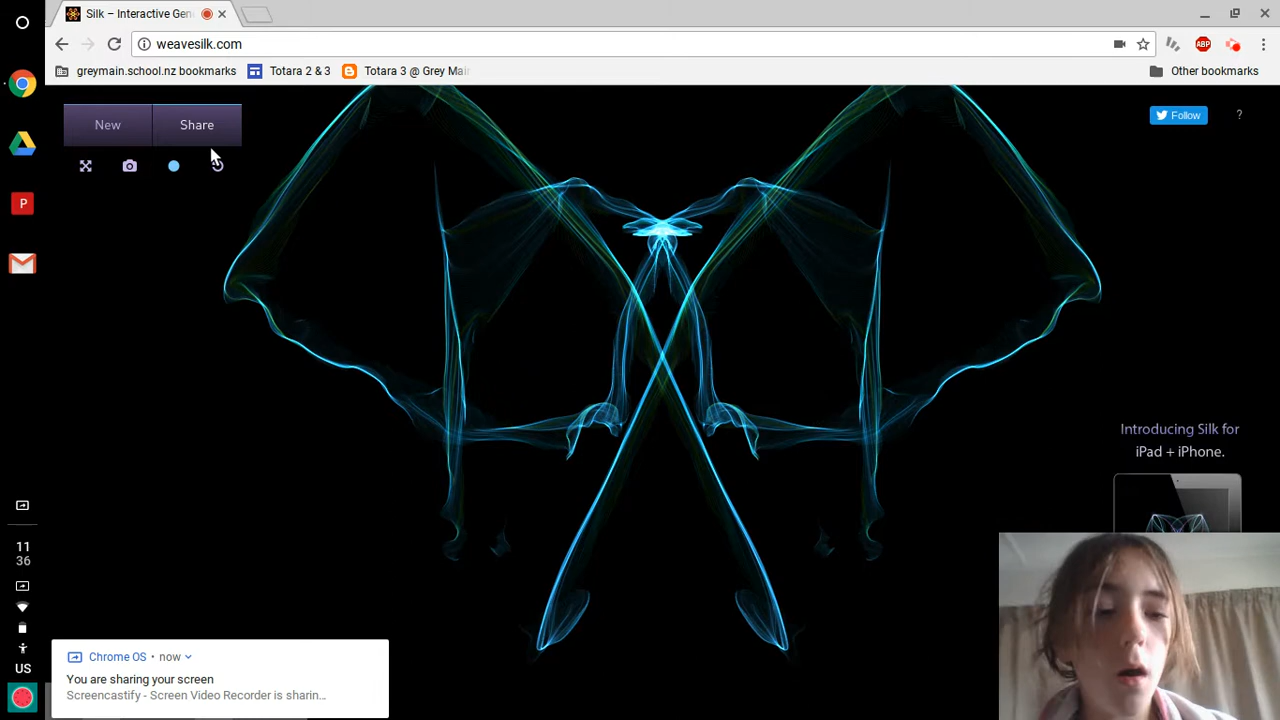 Silk – Interactive Gen
weavesilk.com
greymain.school.nz bookmarks
Totara 2 & 3
Totara 3 @ Grey Mai
Other bookmarks
ABP
New
Share
Follow
?
P
Introducing Silk for
iPad + iPhone.
11
36
US
Chrome OS • now
You are sharing your screen
Screencastify - Screen Video Recorder is sharin...